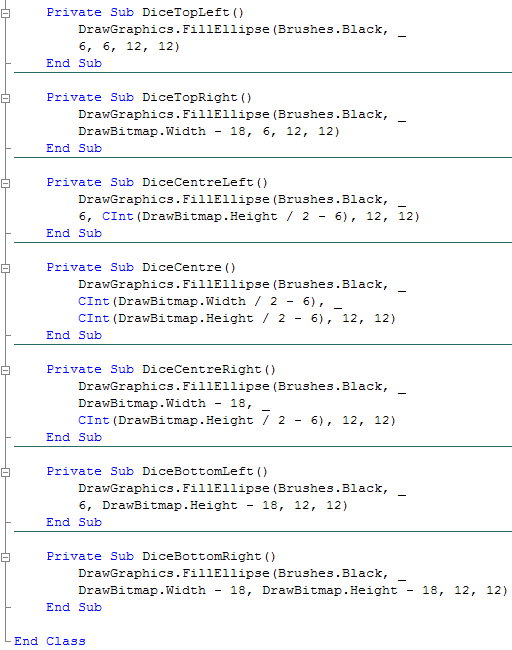 Private Sub DiceTopLeft()
DrawGraphics.FillEllipse(Brushes.Black, _
6, 6, 12, 12)
End Sub
Private Sub DiceTopRight()
DrawGraphics.FillEllipse(Brushes.Black, _
DrawBitmap.Width - 18, 6, 12, 12)
End Sub
Private Sub DiceCentreLeft()
DrawGraphics.FillEllipse(Brushes.Black, _
6, CInt(DrawBitmap.Height / 2 - 6), 12, 12)
End Sub
Private Sub DiceCentre()
DrawGraphics.FillEllipse(Brushes.Black, _
CInt(DrawBitmap.Width / 2 - 6), _
CInt(DrawBitmap.Height / 2 - 6), 12, 12)
End Sub
Private Sub DiceCentreRight()
DrawGraphics.FillEllipse(Brushes.Black, _
DrawBitmap.Width - 18, _
CInt(DrawBitmap.Height / 2 - 6), 12, 12)
End Sub
Private Sub DiceBottomLeft()
DrawGraphics.FillEllipse(Brushes.Black, _
6, DrawBitmap.Height - 18, 12, 12)
End Sub
Private Sub DiceBottomRight()
DrawGraphics.FillEllipse(Brushes.Black, _
DrawBitmap.Width - 18, DrawBitmap.Height - 18, 12, 12)
End Sub
End Class